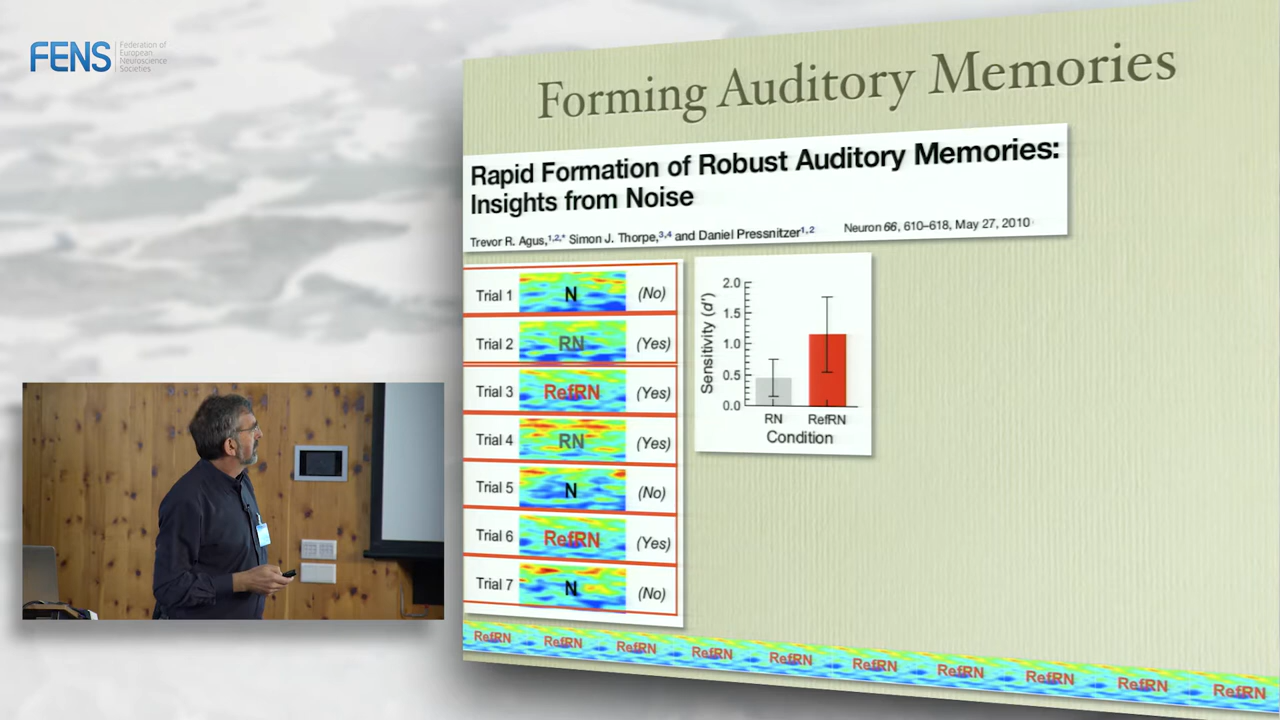 FENS
Federation of
European
Neuroscience
Societies
Forming Auditory Memories
Rapid Formation of Robust Auditory Memories:
Insights from Noise
Trevor R. Agus,1,2,* Simon J. Thorpe,3,4 and Daniel Pressnitzer1,2 Neuron 66, 610–618, May 27, 2010
Trial 1 N (No)
Trial 2 RN (Yes)
Trial 3 RefRN (Yes)
Trial 4 RN (Yes)
Trial 5 N (No)
Trial 6 RefRN (Yes)
Trial 7 N (No)
Sensitivity (d')
2.0
1.5
1.0
0.5
0.0
RN RefRN
Condition
RefRN RefRN RefRN RefRN RefRN RefRN RefRN RefRN RefRN RefRN